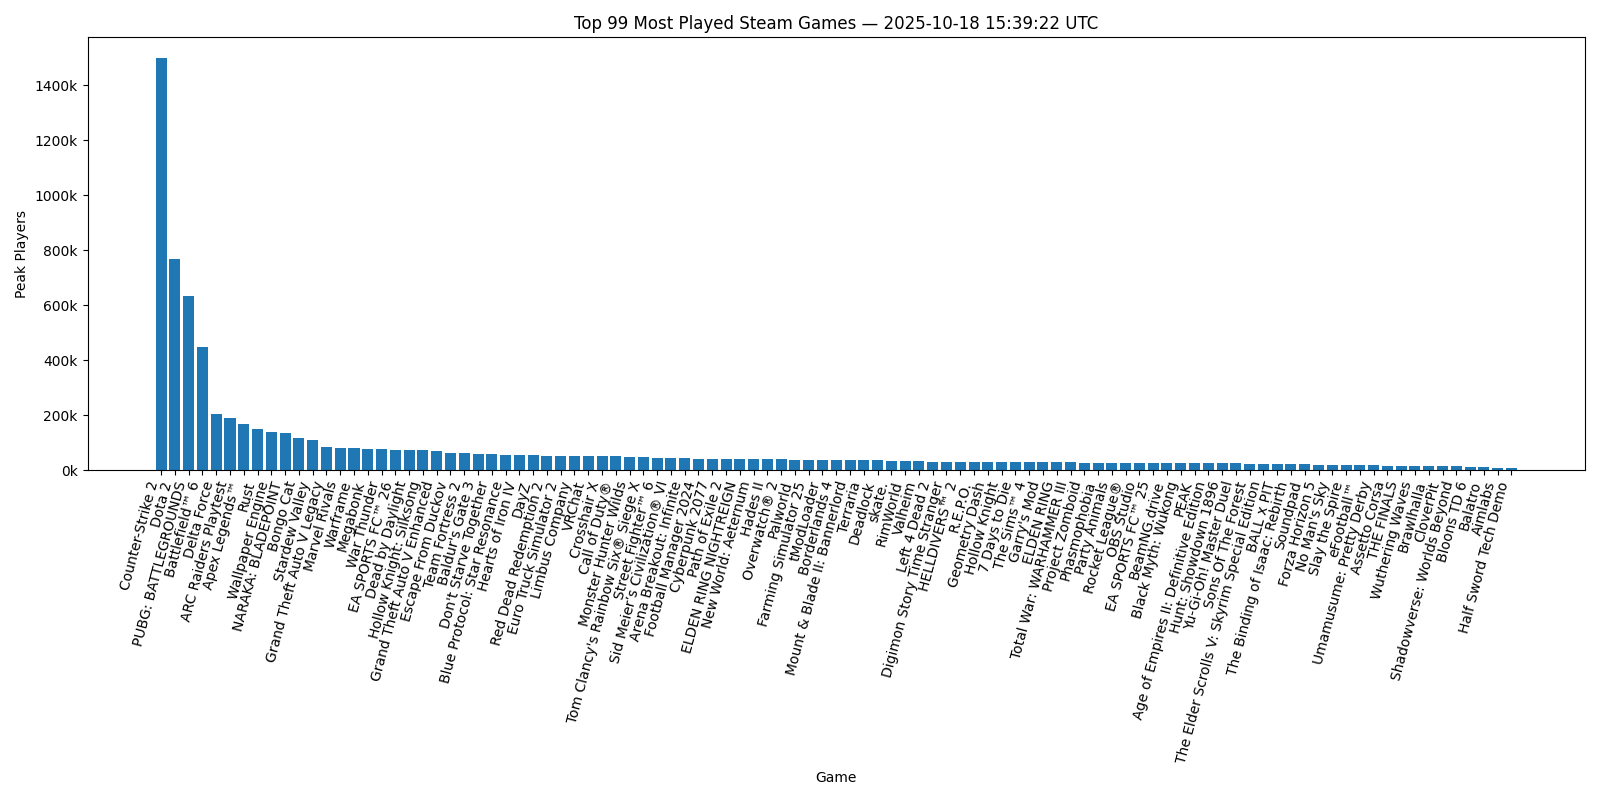 Top 99 Most Played Steam Games — 2025-10-18 15:39:22 UTC
Peak Players
1400k
1200k
1000k
800k
600k
400k
200k
0k
Counter-Strike 2
Dota 2
PUBG: BATTLEGROUNDS
Battlefield™ 6
Delta Force
ARC Raiders Playtest
Apex Legends™
Rust
Wallpaper Engine
NARAKA: BLADEPOINT
Bongo Cat
Stardew Valley
Grand Theft Auto V Legacy
Marvel Rivals
Warframe
Megabonk
War Thunder
EA SPORTS FC™ 26
Dead by Daylight
Hollow Knight: Silksong
Grand Theft Auto V Enhanced
Escape From Duckov
Team Fortress 2
Baldur's Gate 3
Don't Starve Together
Blue Protocol: Star Resonance
Hearts of Iron IV
DayZ
Red Dead Redemption 2
Euro Truck Simulator 2
Limbus Company
VRChat
Crosshair X
Call of Duty®
Monster Hunter Wilds
Tom Clancy's Rainbow Six® Siege X
Street Fighter™ 6
Sid Meier's Civilization® VI
Arena Breakout: Infinite
Football Manager 2024
Cyberpunk 2077
Path of Exile 2
ELDEN RING NIGHTREIGN
New World: Aeternum
Hades II
Overwatch® 2
Palworld
Farming Simulator 25
tModLoader
Borderlands 4
Mount & Blade II: Bannerlord
Terraria
Deadlock
skate.
RimWorld
Valheim
Left 4 Dead 2
Digimon Story Time Stranger
HELLDIVERS™ 2
R.E.P.O.
Geometry Dash
Hollow Knight
7 Days to Die
The Sims™ 4
Garry's Mod
ELDEN RING
Total War: WARHAMMER III
Project Zomboid
Phasmophobia
Party Animals
Rocket League®
OBS Studio
EA SPORTS FC™ 25
BeamNG.drive
Black Myth: Wukong
PEAK
Age of Empires II: Definitive Edition
Hunt: Showdown 1896
Yu-Gi-Oh! Master Duel
Sons Of The Forest
The Elder Scrolls V: Skyrim Special Edition
BALL x PIT
The Binding of Isaac: Rebirth
Soundpad
Forza Horizon 5
No Man's Sky
Slay the Spire
eFootball™
Umamusume: Pretty Derby
Assetto Corsa
THE FINALS
Wuthering Waves
Brawlhalla
CloverPit
Shadowverse: Worlds Beyond
Bloons TD 6
Balatro
Aimlabs
Half Sword Tech Demo
Game